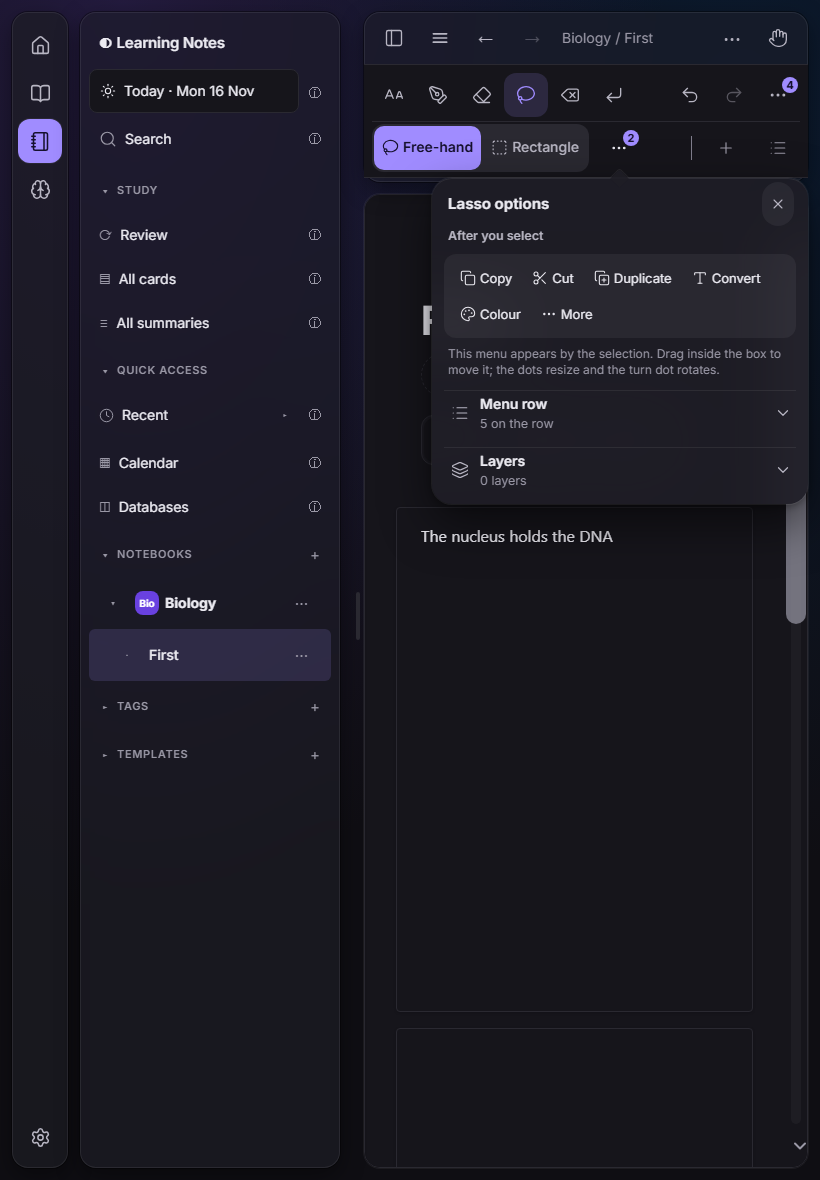 Learning Notes
Today · Mon 16 Nov
Search
STUDY
Review
All cards
All summaries
QUICK ACCESS
Recent
Calendar
Databases
NOTEBOOKS
Bio Biology
First
TAGS
TEMPLATES
Biology / First
AA
4
Free-hand
Rectangle
2
Lasso options
After you select
Copy Cut Duplicate Convert
Colour More
This menu appears by the selection. Drag inside the box to
move it; the dots resize and the turn dot rotates.
Menu row
5 on the row
Layers
0 layers
The nucleus holds the DNA